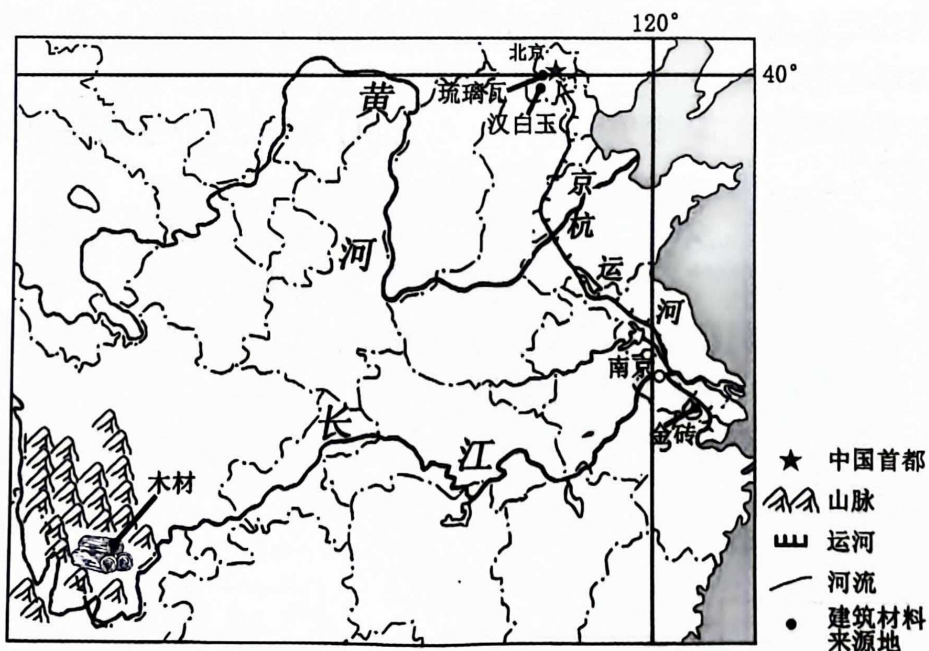 120°
北京
40°
琉璃瓦
汉白玉
黄
河
京
杭
运
河
南京
金砖
长
江
木材
中国首都
山脉
运河
河流
建筑材料
来源地